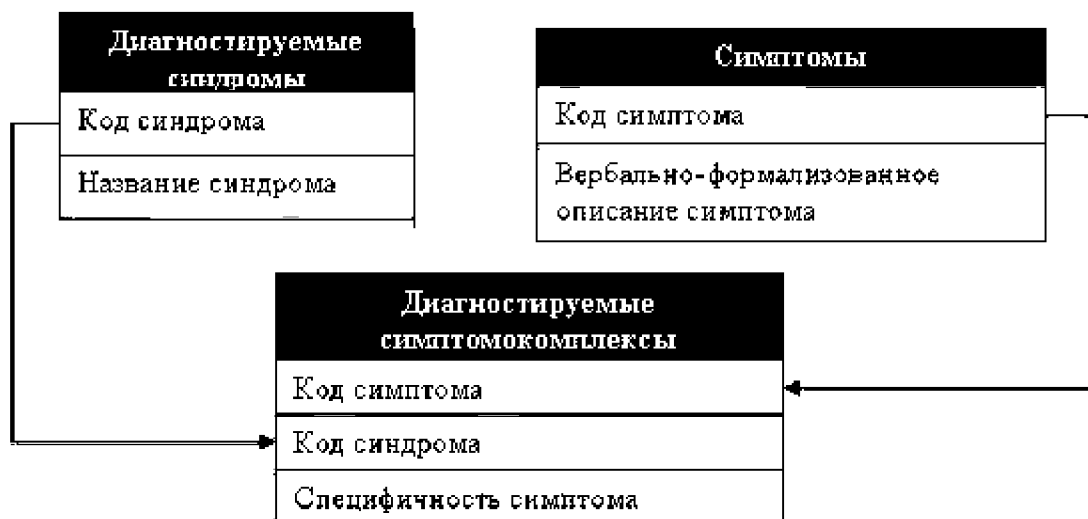 Диагностируемые
синдромы
Код синдрома
Название синдрома
Симптомы
Код симптома
Вербально-формализованное
описание симптома
Диагностируемые
симптомокомплексы
Код симптома
Код синдрома
Специфичность симптома